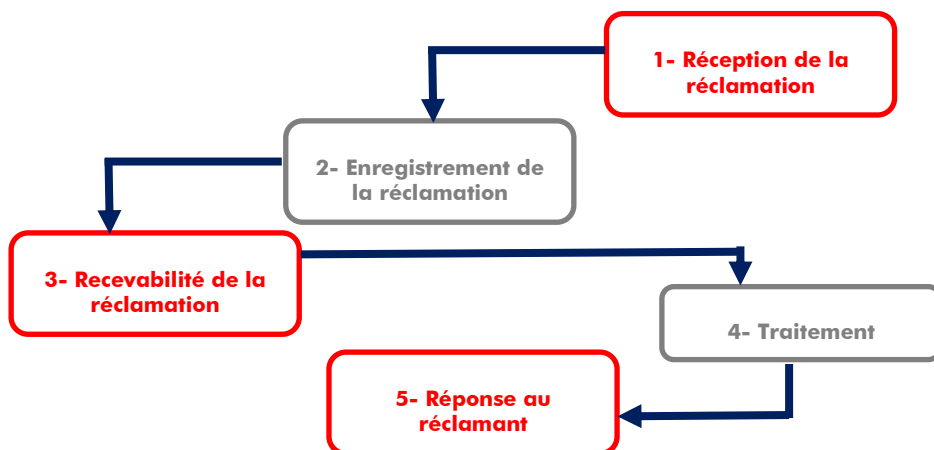 1- Réception de la
réclamation
2- Enregistrement de
la réclamation
3- Recevabilité de la
réclamation
4- Traitement
5- Réponse au
réclamant